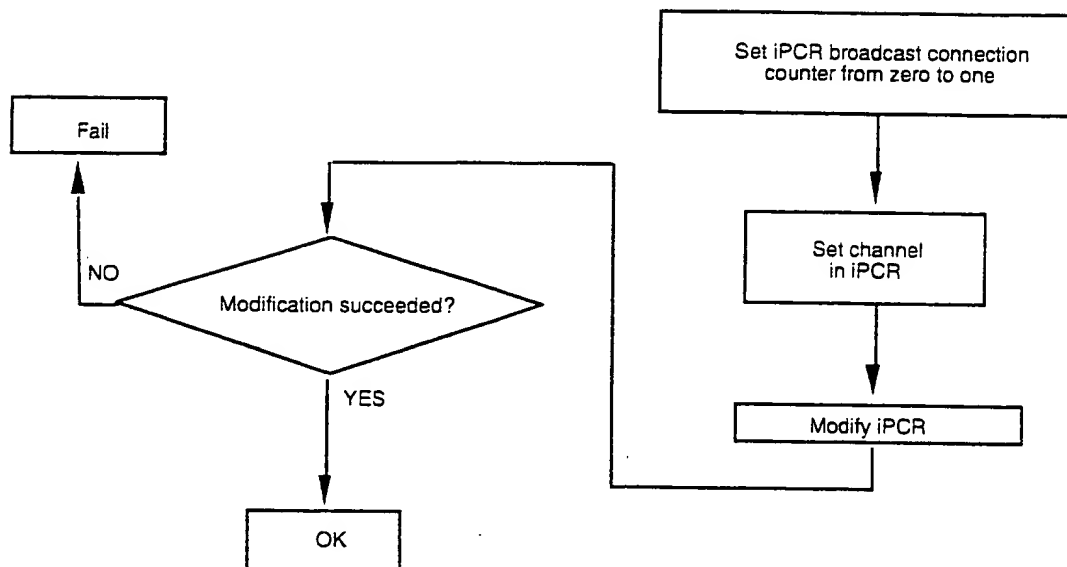 Set iPCR broadcast connection
counter from zero to one
Fail
Set channel
in iPCR
NO
Modification succeeded?
YES
Modify iPCR
OK